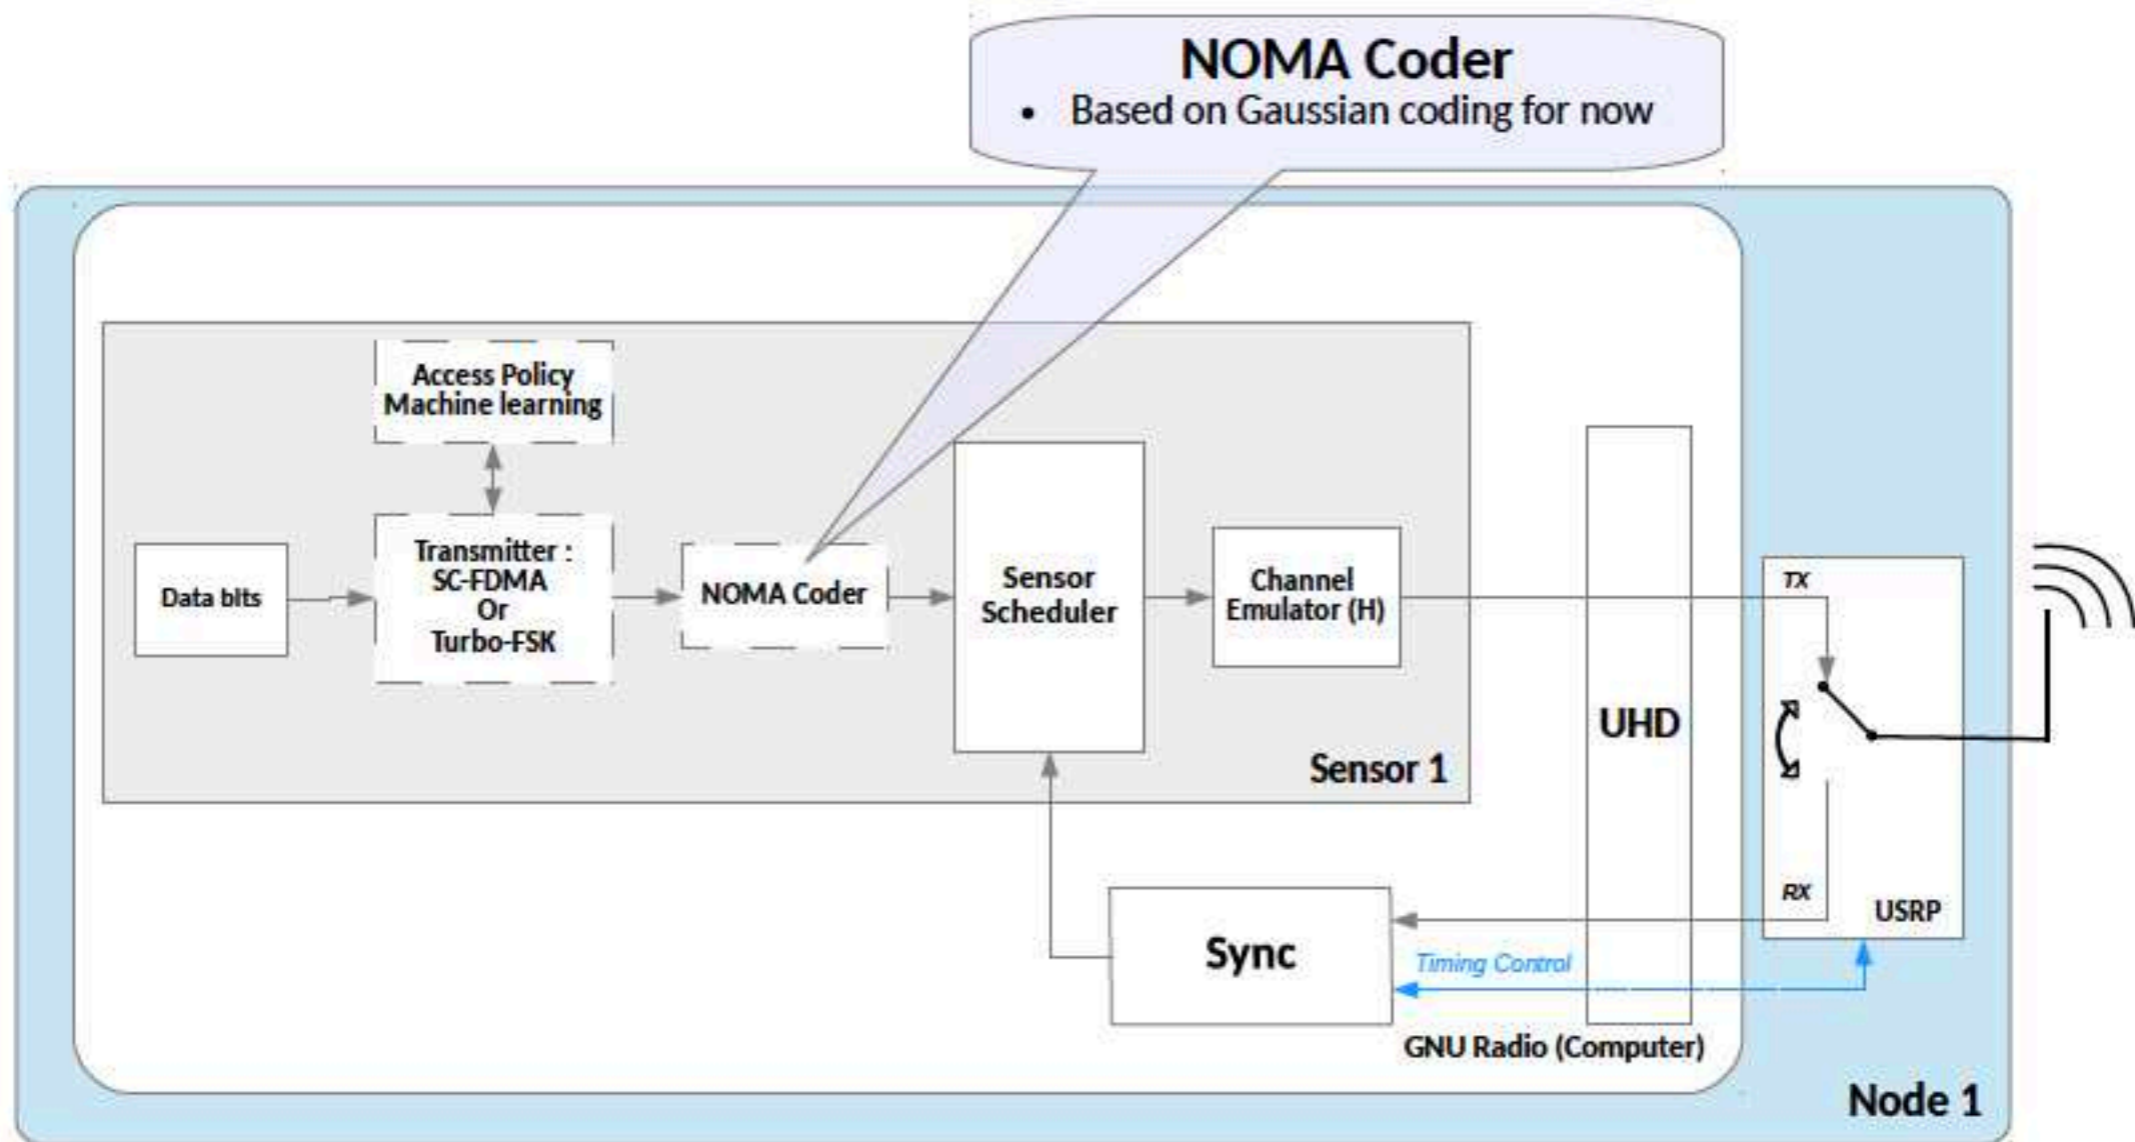 NOMA Coder
• Based on Gaussian coding for now
Access Policy
Machine learning
Data bits
Transmitter :
SC-FDMA
Or
Turbo-FSK
NOMA Coder
Sensor
Scheduler
Channel
Emulator (H)
Sensor 1
UHD
TX
RX
USRP
Sync
Timing Control
GNU Radio (Computer)
Node 1